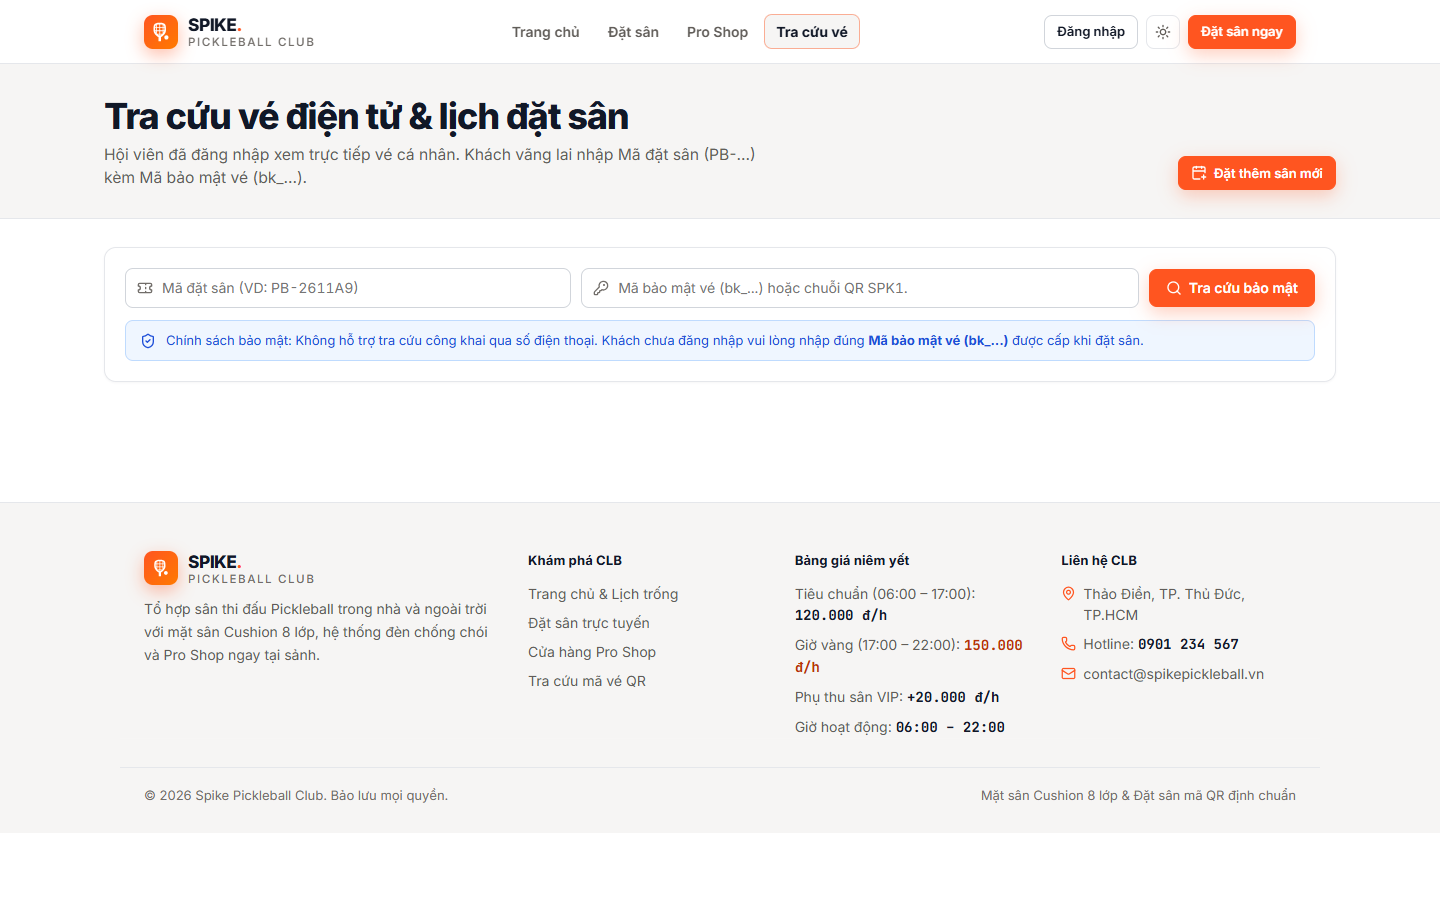 SPIKE.
PICKLEBALL CLUB
Trang chủ
Đặt sân
Pro Shop
Tra cứu vé
Đăng nhập
Đặt sân ngay
Tra cứu vé điện tử & lịch đặt sân
Hội viên đã đăng nhập xem trực tiếp vé cá nhân. Khách vãng lai nhập Mã đặt sân (PB-...)
kèm Mã bảo mật vé (bk_...).
Đặt thêm sân mới
Mã đặt sân (VD: PB-2611A9)
Mã bảo mật vé (bk_...) hoặc chuỗi QR SPK1.
Tra cứu bảo mật
Chính sách bảo mật: Không hỗ trợ tra cứu công khai qua số điện thoại. Khách chưa đăng nhập vui lòng nhập đúng Mã bảo mật vé (bk_...) được cấp khi đặt sân.
SPIKE.
PICKLEBALL CLUB
Tổ hợp sân thi đấu Pickleball trong nhà và ngoài trời
với mặt sân Cushion 8 lớp, hệ thống đèn chống chói
và Pro Shop ngay tại sảnh.
Khám phá CLB
Trang chủ & Lịch trống
Đặt sân trực tuyến
Cửa hàng Pro Shop
Tra cứu mã vé QR
Bảng giá niêm yết
Tiêu chuẩn (06:00 – 17:00):
120.000 đ/h
Giờ vàng (17:00 – 22:00): 150.000
đ/h
Phụ thu sân VIP: +20.000 đ/h
Giờ hoạt động: 06:00 – 22:00
Liên hệ CLB
Thảo Điền, TP. Thủ Đức,
TP.HCM
Hotline: 0901 234 567
contact@spikepickleball.vn
© 2026 Spike Pickleball Club. Bảo lưu mọi quyền.
Mặt sân Cushion 8 lớp & Đặt sân mã QR định chuẩn